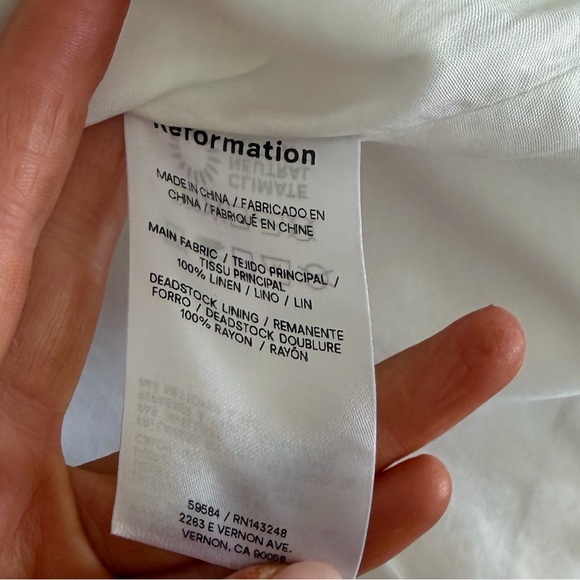 Reformation
MADE IN CHINA / FABRICADO EN
CHINA / FABRIQUÉ EN CHINE
MAIN FABRIC / TEJIDO PRINCIPAL /
TISSU PRINCIPAL
100% LINEN / LINO / LIN
DEADSTOCK LINING / REMANENTE
FORRO / DEADSTOCK DOUBLURE
100% RAYON / RAYÓN
59584 / RN143248
2263 E VERNON AVE.
VERNON, CA 90058